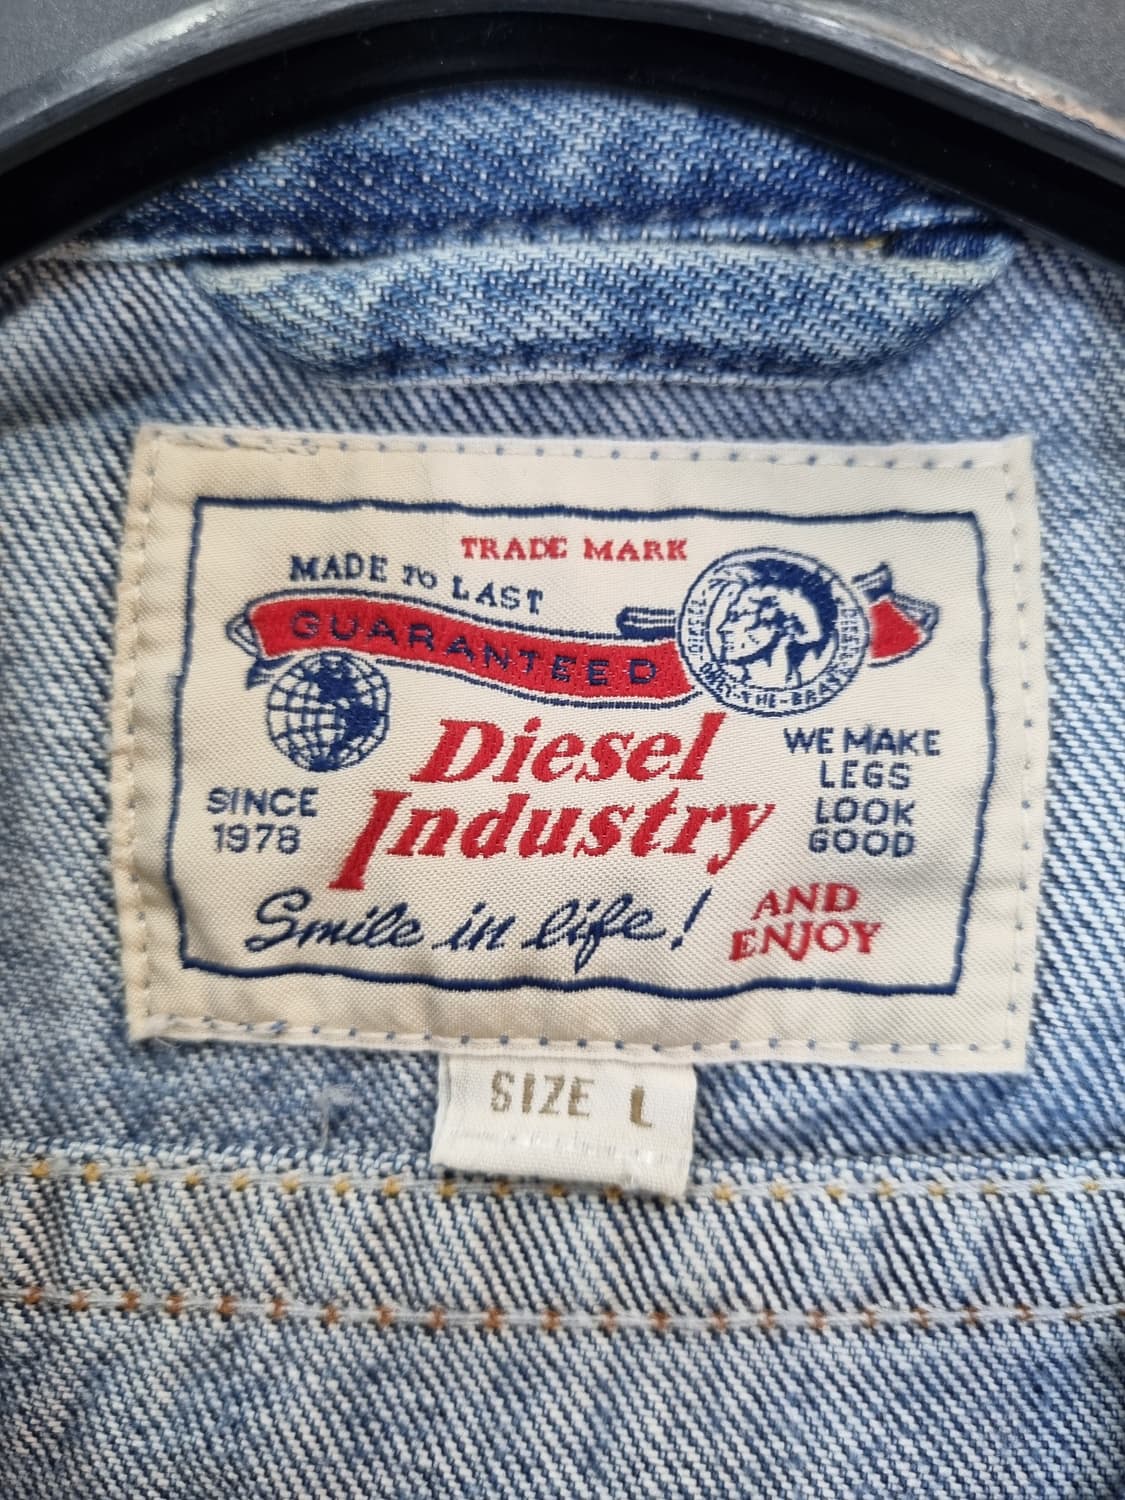 TRADE MARK
MADE TO LAST
GUARANTEED
DIESEL
ONLY-THE-BRAVE
DIESEL
Diesel
Industry
SINCE
1978
WE MAKE
LEGS
LOOK
GOOD
Smile in life!
AND
ENJOY
SIZE L